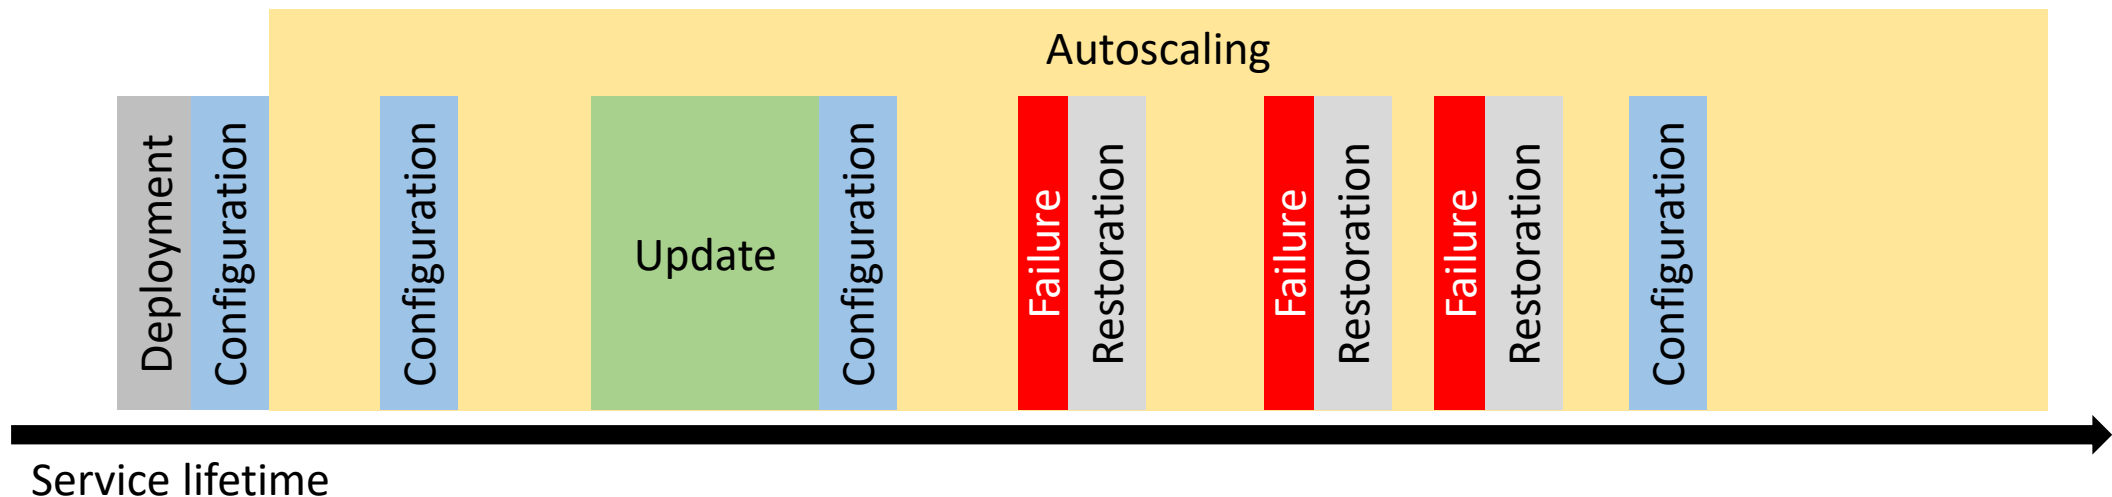 Autoscaling
Deployment
Configuration
Configuration
Update
Configuration
Failure
Restoration
Failure
Restoration
Failure
Restoration
Configuration
Service lifetime